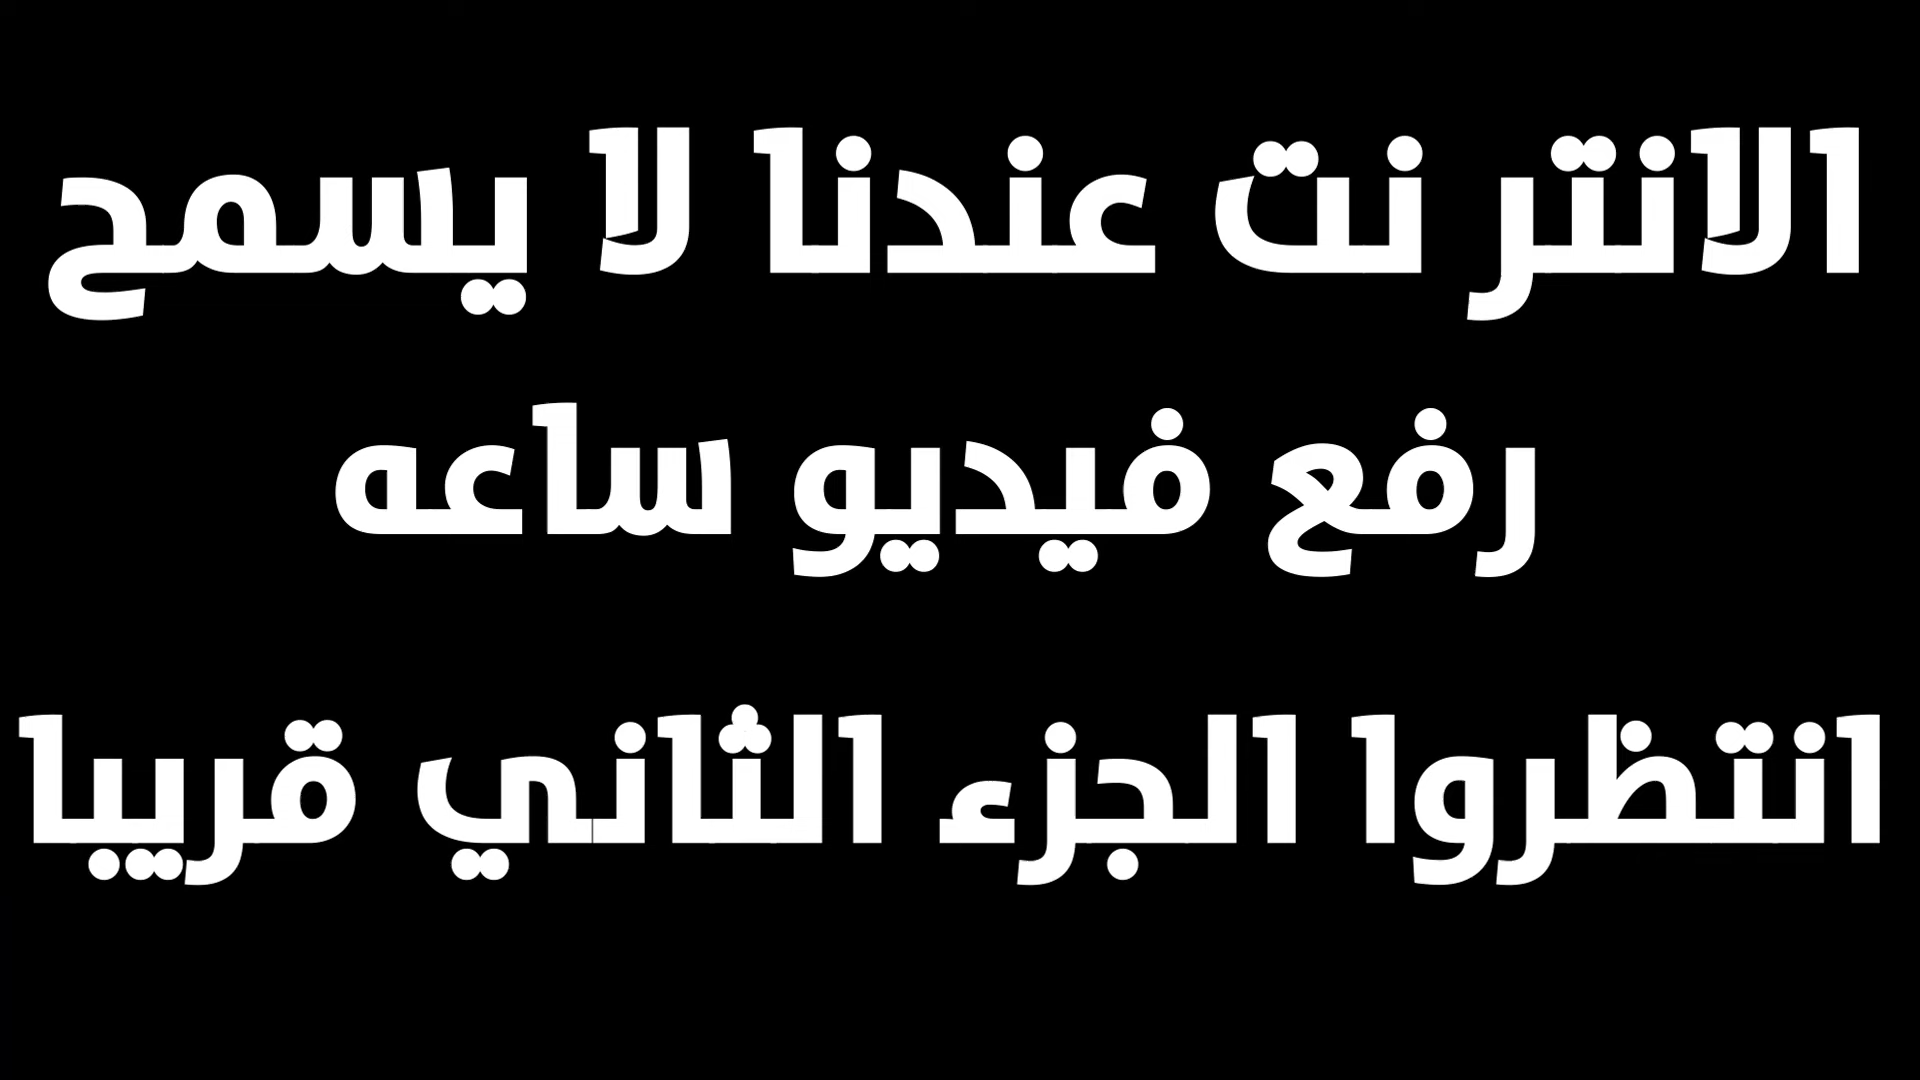 الانتر نت عندنا لا يسمح
رفع فيديو ساعه
انتظروا الجزء الثاني قريبا